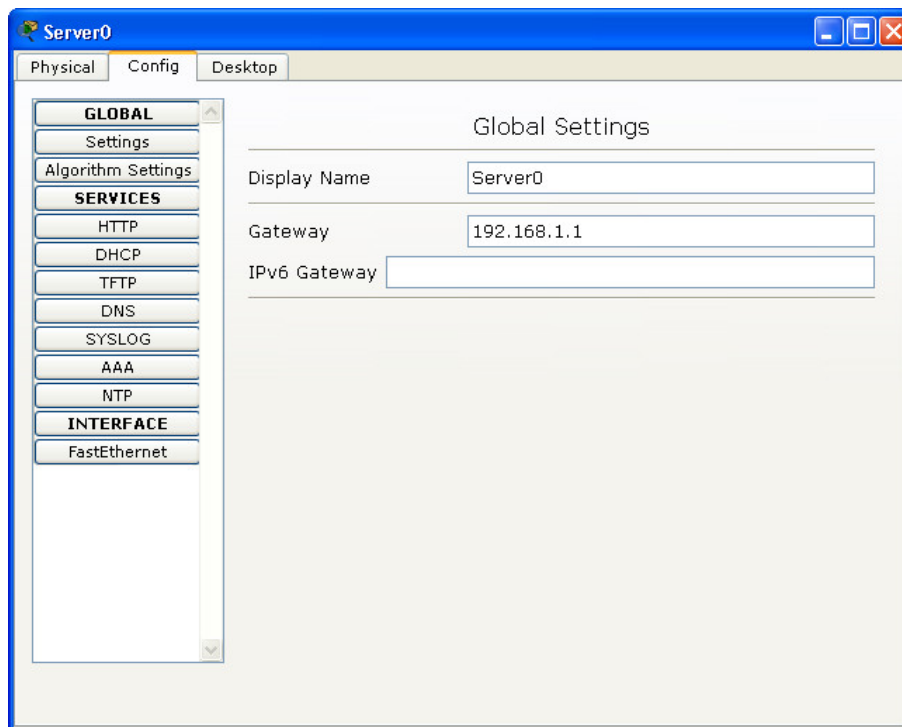 Server0
Physical Config Desktop
GLOBAL
Settings
Algorithm Settings
SERVICES
HTTP
DHCP
TFTP
DNS
SYSLOG
AAA
NTP
INTERFACE
FastEthernet
Global Settings
Display Name Server0
Gateway 192.168.1.1
IPv6 Gateway